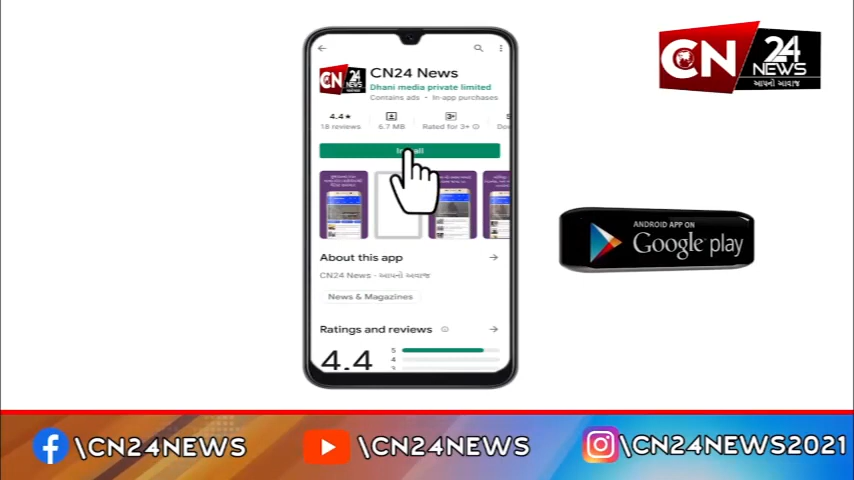 CN24 News
Dhani media private limited
Contains ads • In-app purchases
4.4★
18 reviews
6.7 MB
3+
Rated for 3+
About this app
CN24 News - આપનો અવાજ
News & Magazines
Ratings and reviews
4.4
5
4
3
CN 24 NEWS
આપનો અવાજ
ANDROID APP ON
Google play
\CN24NEWS
\CN24NEWS
\CN24NEWS2021